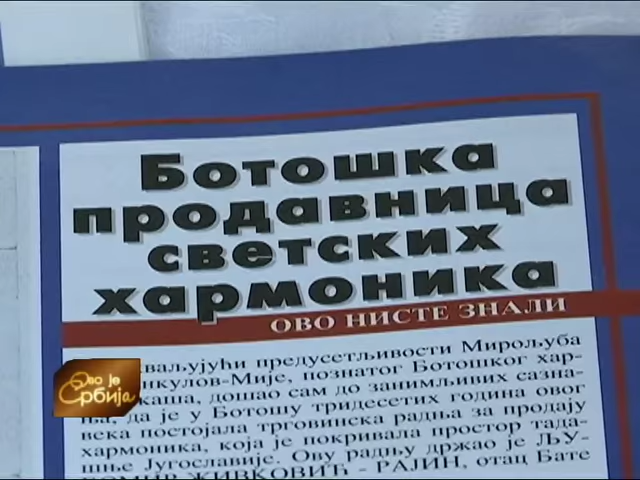 Ботошка
продавница
светских
хармоника
ОВО НИСТЕ ЗНАЛИ
предусетљивости Мирољуба
познатог Ботошког хар-
дошао сам до занимљивих сазна-
да је у Ботошу тридесетих година овог
века постојала трговинска радња за продају
хармоника, која је покривала простор тада-
шње Југославије. Ову радњу држао је ЉУ-
ЖИВКОВИЋ - РАЈИН, отац Бате
Ово је
Србија